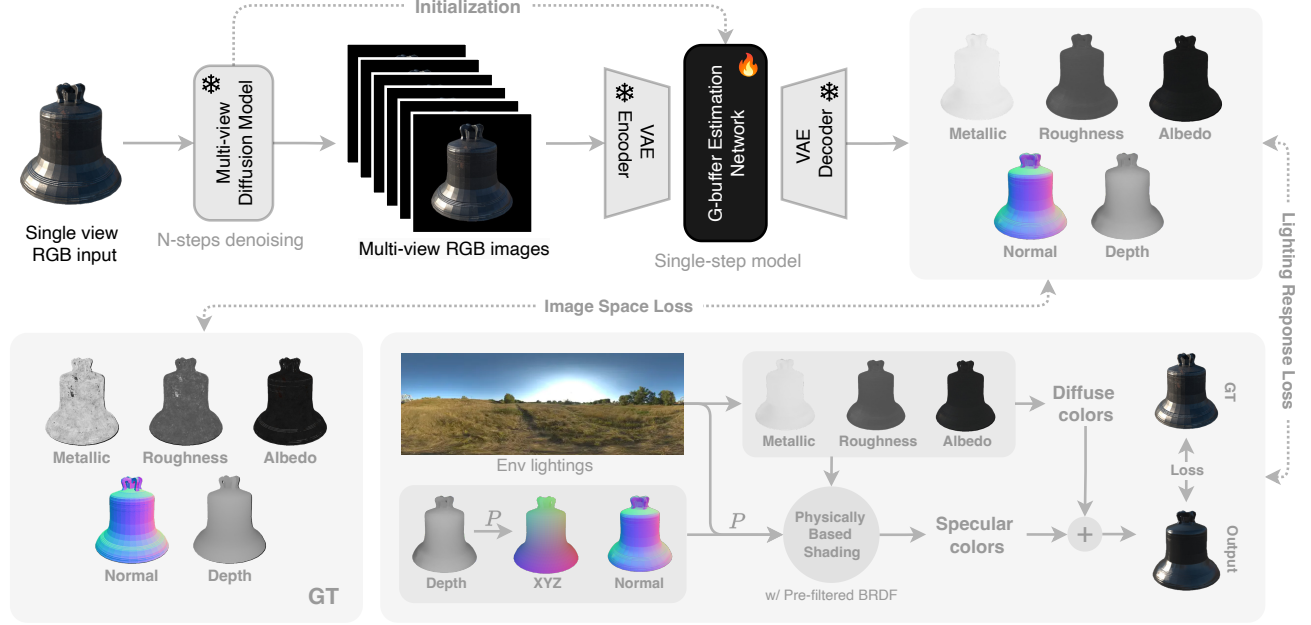 Initialization
Single view
RGB input
Multi-view
Diffusion Model
N-steps denoising
Multi-view RGB images
VAE
Encoder
G-buffer Estimation
Network
Single-step model
VAE
Decoder
Metallic
Roughness
Albedo
Normal
Depth
Lighting Response Loss
Image Space Loss
Metallic
Roughness
Albedo
Normal
Depth
GT
Env lightings
Metallic
Roughness
Albedo
Diffuse
colors
GT
Loss
Output
P
Depth
XYZ
Normal
P
Physically
Based
Shading
w/ Pre-filtered BRDF
Specular
colors
+